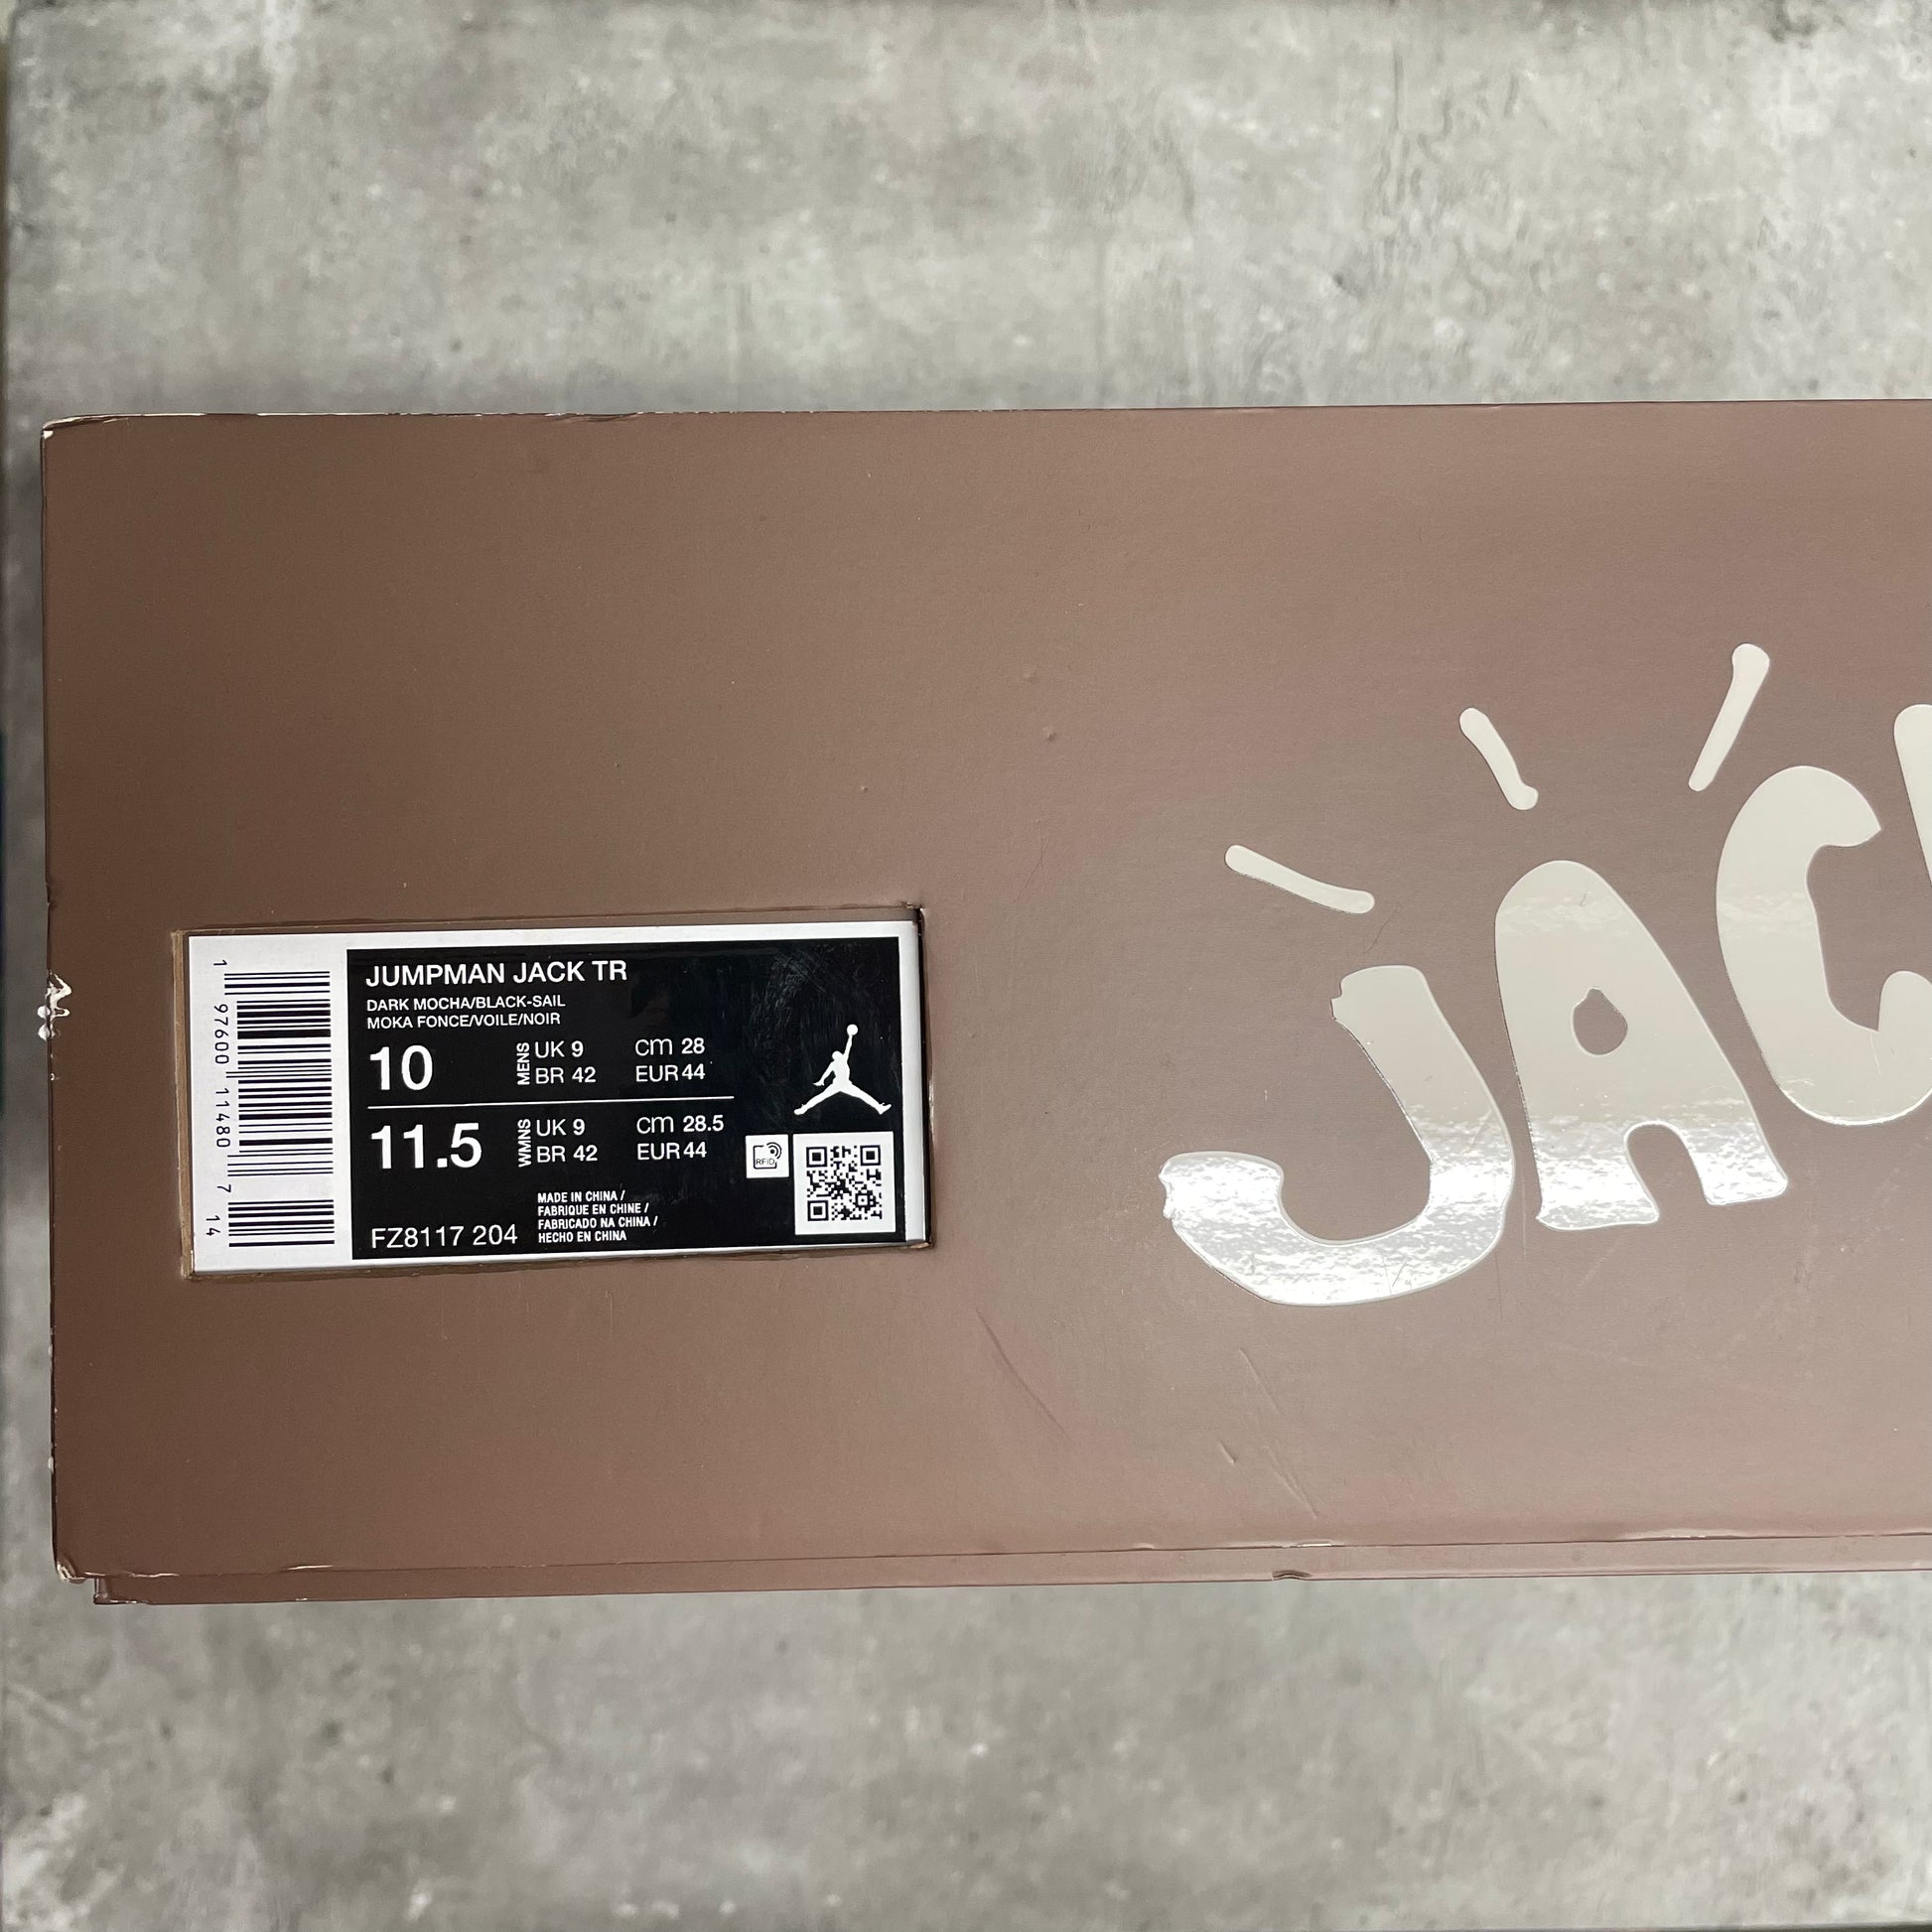 JUMPMAN JACK TR
DARK MOCHA/BLACK-SAIL
MOKA FONCE/VOILE/NOIR
10 MENS UK 9 cm 28
BR 42 EUR 44
11.5 WMNS UK 9 cm 28.5
BR 42 EUR 44
RFID
MADE IN CHINA /
FABRIQUE EN CHINE /
FABRICADO NA CHINA /
HECHO EN CHINA
FZ8117 204
1 97600 11480 7 14
JAC